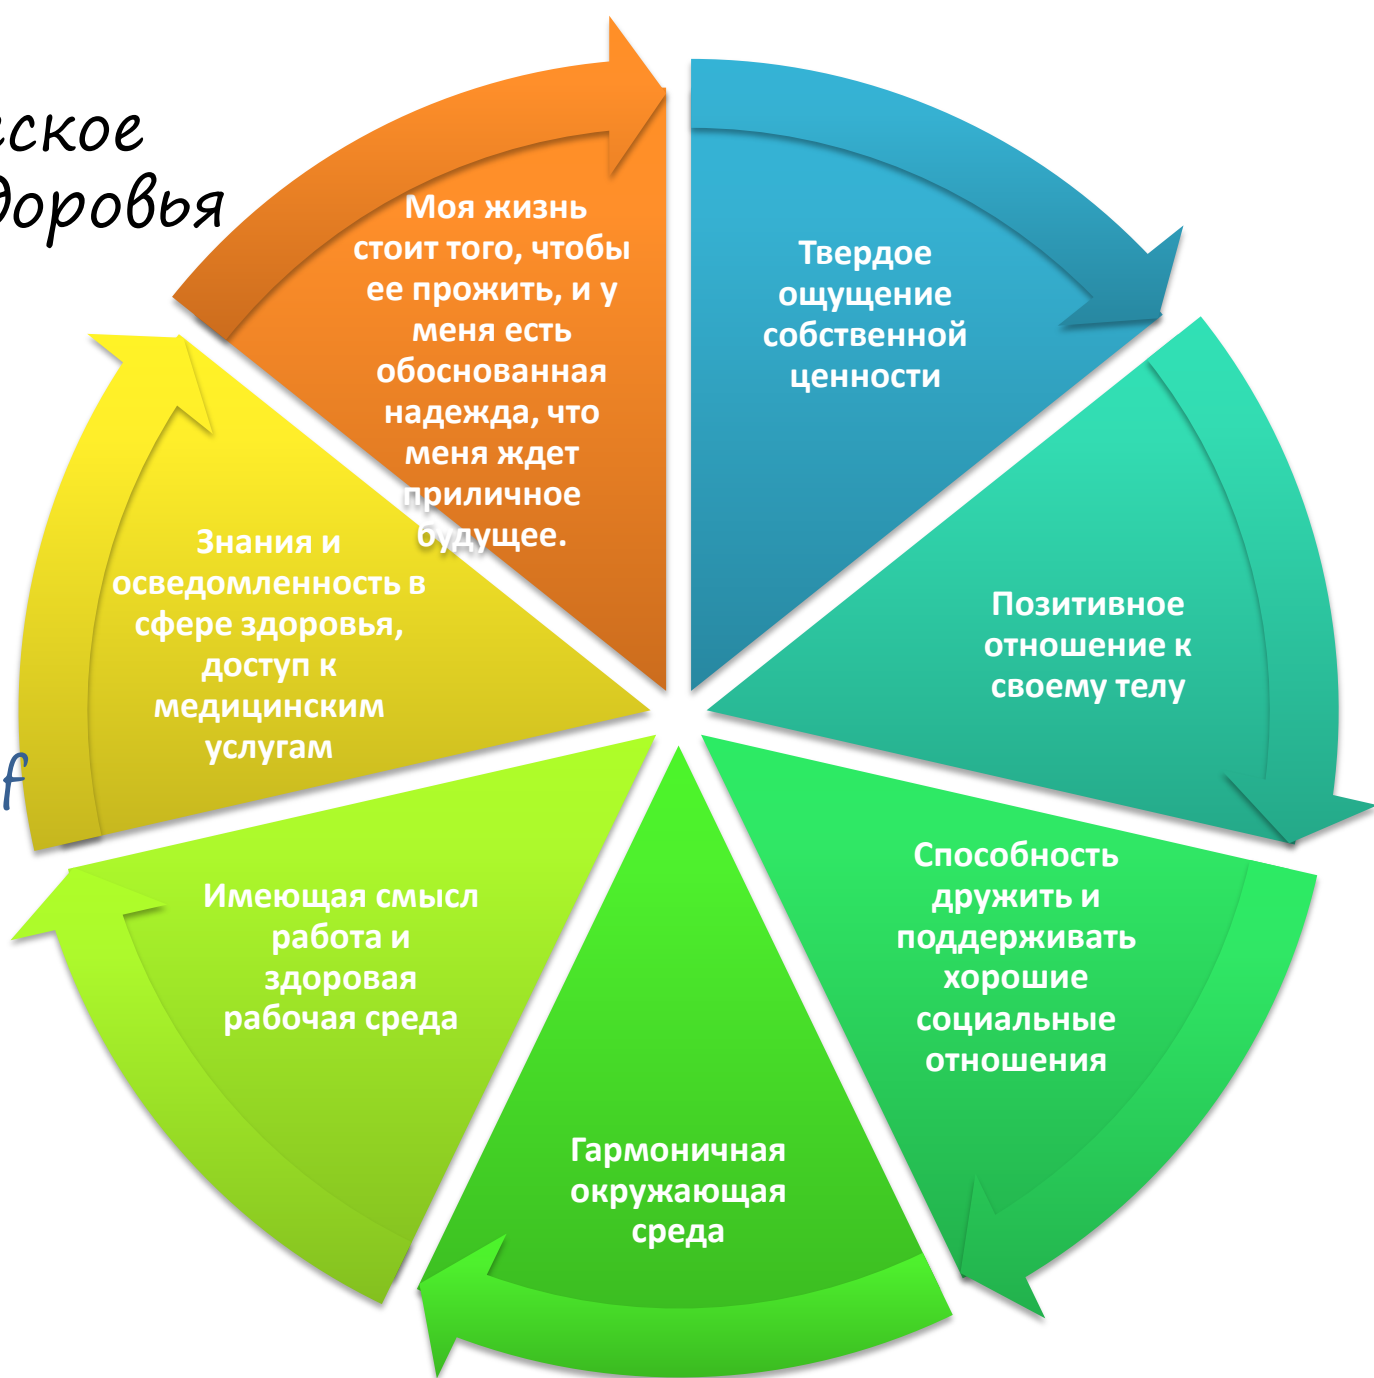 еское
доровья
Моя жизнь
стоит того, чтобы
ее прожить, и у
меня есть
обоснованная
надежда, что
меня ждет
приличное
будущее.
Твердое
ощущение
собственной
ценности
Позитивное
отношение к
своему телу
Способность
дружить и
поддерживать
хорошие
социальные
отношения
Гармоничная
окружающая
среда
Имеющая смысл
работа и
здоровая
рабочая среда
Знания и
осведомленность в
сфере здоровья,
доступ к
медицинским
услугам
f